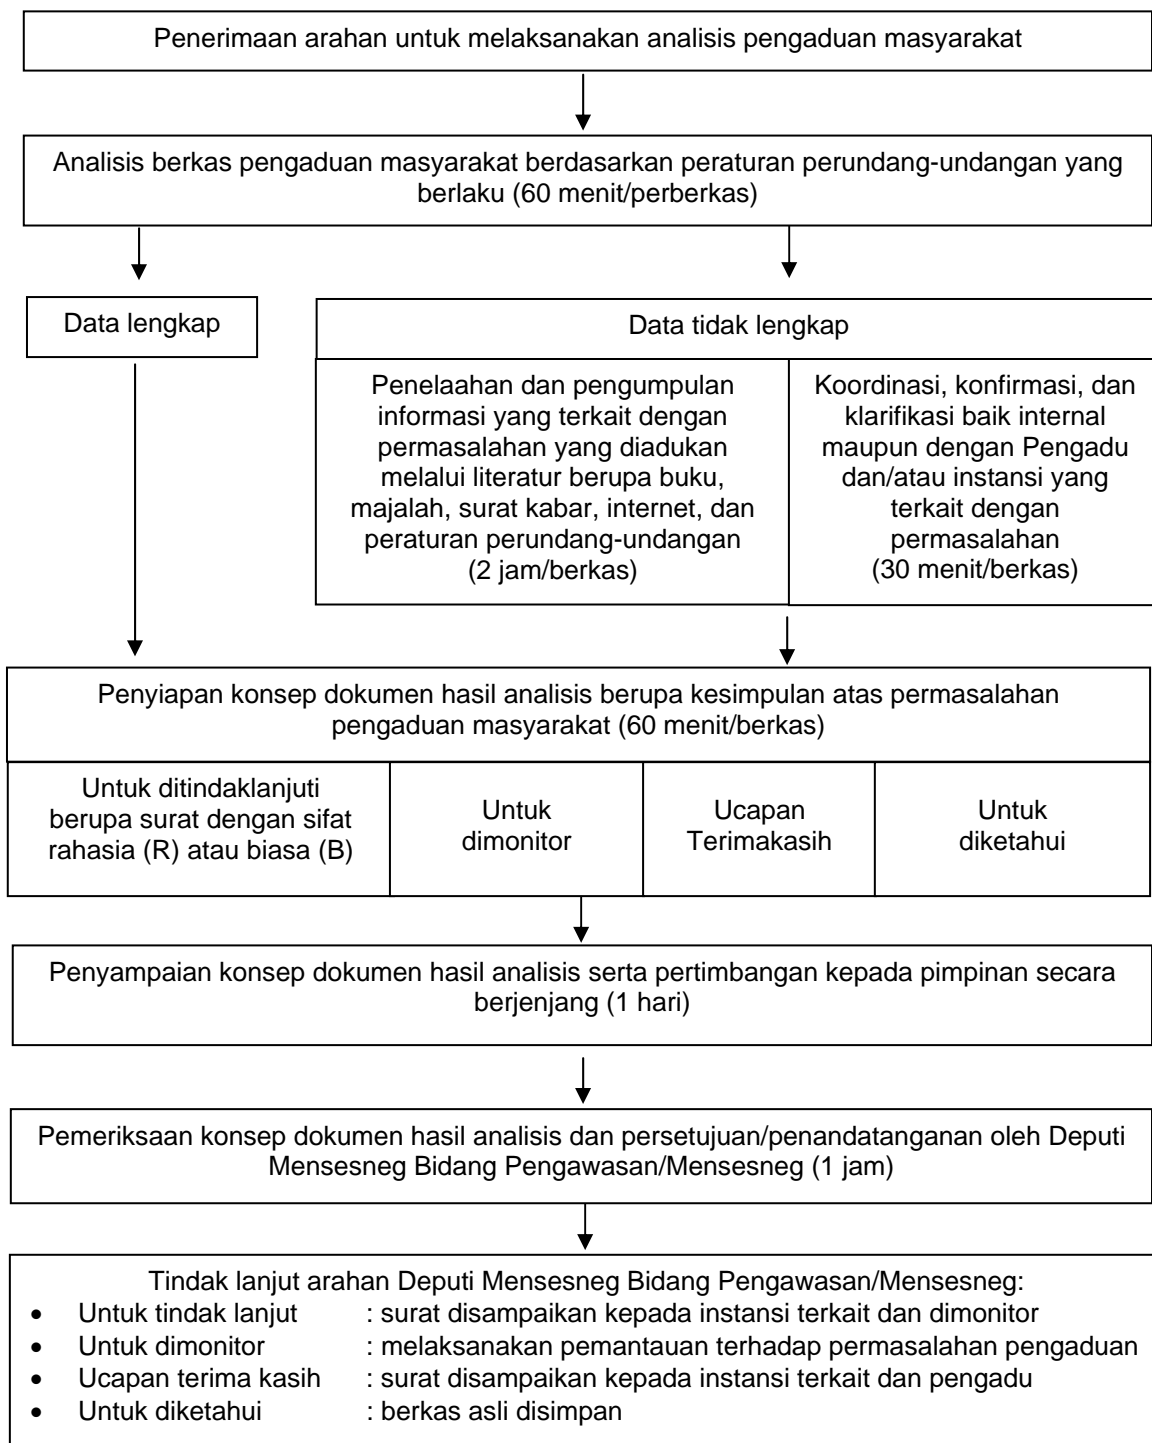 Penerimaan arahan untuk melaksanakan analisis pengaduan masyarakat
Analisis berkas pengaduan masyarakat berdasarkan peraturan perundang-undangan yang
berlaku (60 menit/perberkas)
Data lengkap
Data tidak lengkap
Penelaahan dan pengumpulan
informasi yang terkait dengan
permasalahan yang diadukan
melalui literatur berupa buku,
majalah, surat kabar, internet, dan
peraturan perundang-undangan
(2 jam/berkas)
Koordinasi, konfirmasi, dan
klarifikasi baik internal
maupun dengan Pengadu
dan/atau instansi yang
terkait dengan
permasalahan
(30 menit/berkas)
Penyiapan konsep dokumen hasil analisis berupa kesimpulan atas permasalahan
pengaduan masyarakat (60 menit/berkas)
Untuk ditindaklanjuti
berupa surat dengan sifat
rahasia (R) atau biasa (B)
Untuk
dimonitor
Ucapan
Terimakasih
Untuk
diketahui
Penyampaian konsep dokumen hasil analisis serta pertimbangan kepada pimpinan secara
berjenjang (1 hari)
Pemeriksaan konsep dokumen hasil analisis dan persetujuan/penandatanganan oleh Deputi
Mensesneg Bidang Pengawasan/Mensesneg (1 jam)
Tindak lanjut arahan Deputi Mensesneg Bidang Pengawasan/Mensesneg:
• Untuk tindak lanjut : surat disampaikan kepada instansi terkait dan dimonitor
• Untuk dimonitor : melaksanakan pemantauan terhadap permasalahan pengaduan
• Ucapan terima kasih : surat disampaikan kepada instansi terkait dan pengadu
• Untuk diketahui : berkas asli disimpan